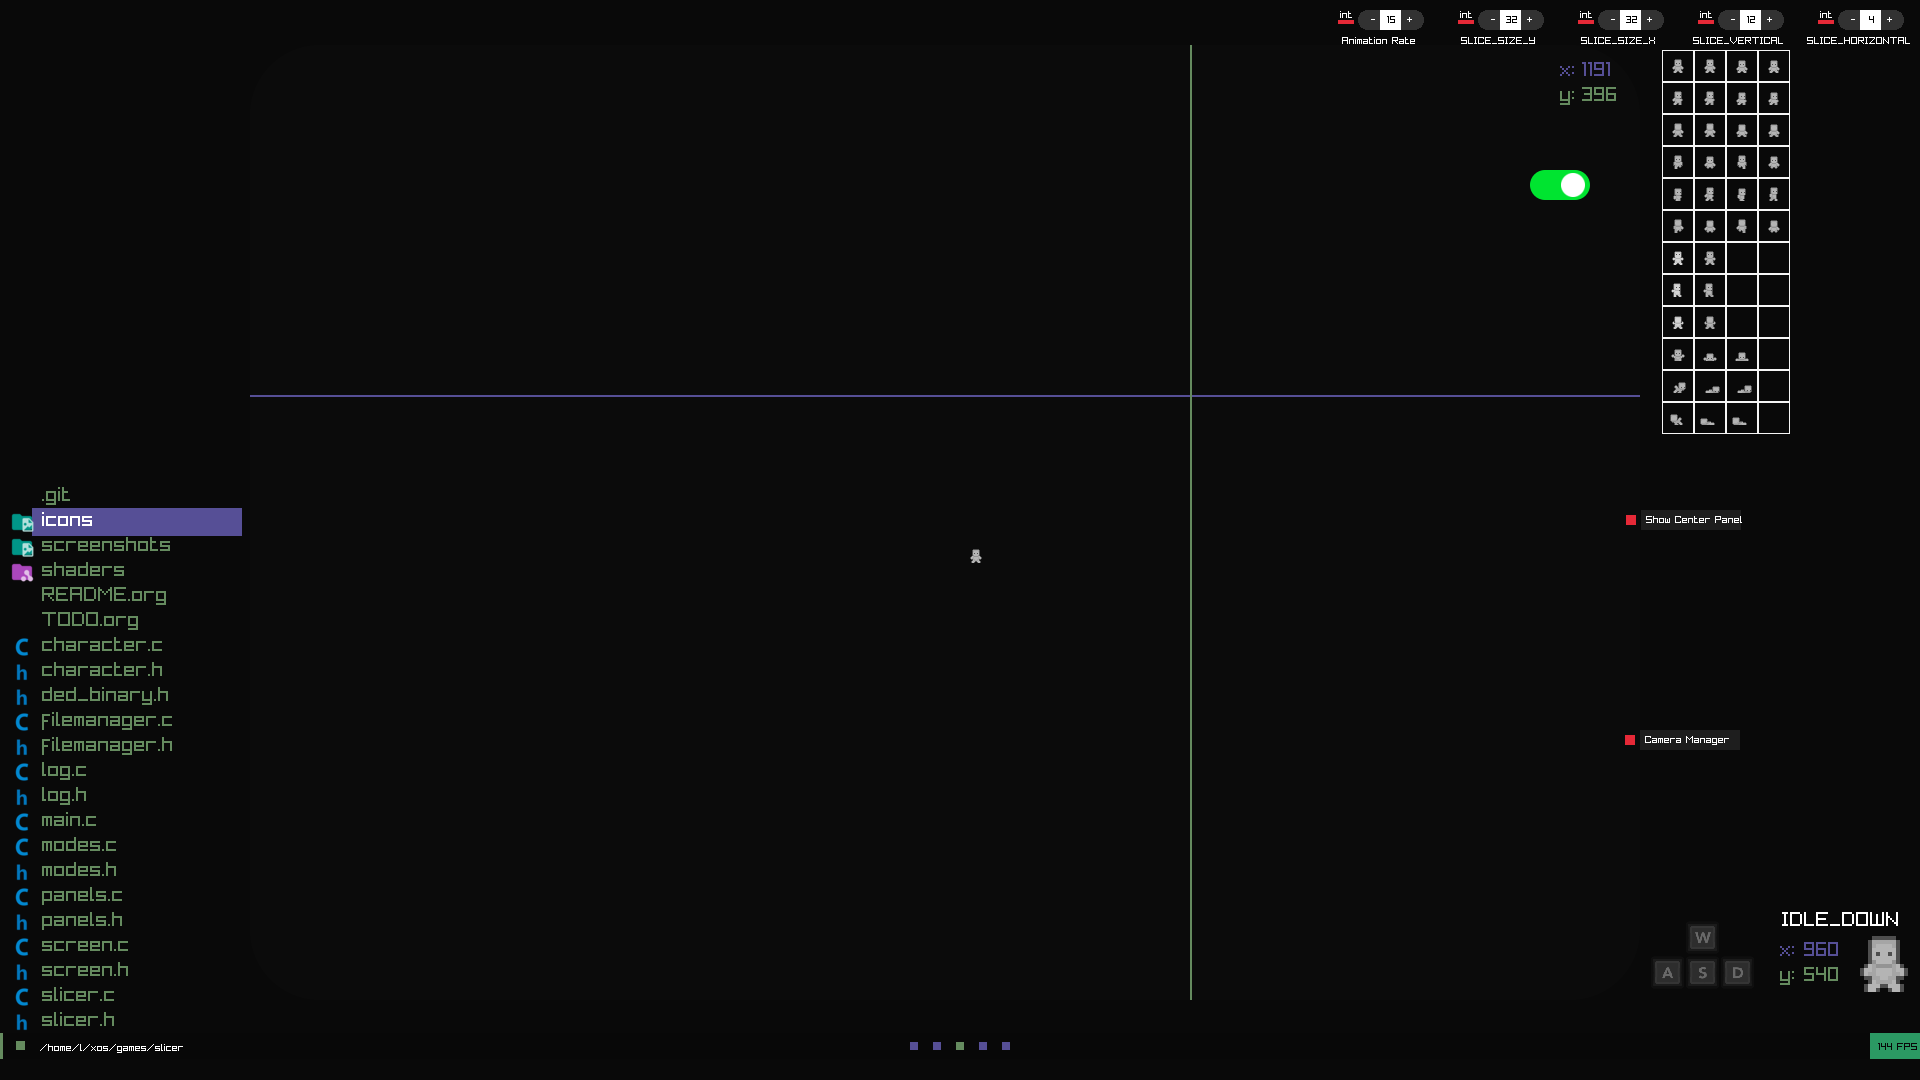 int - 15 + int - 32 + int - 32 + int - 12 + int - 4 +
Animation Rate SLICE_SIZE_Y SLICE_SIZE_X SLICE_VERTICAL SLICE_HORIZONTAL
x: 1191
y: 396
.git
icons
screenshots
shaders
README.org
TODO.org
C character.c
h character.h
h ded_binary.h
C filemanager.c
h filemanager.h
C log.c
h log.h
C main.c
C modes.c
h modes.h
C panels.c
h panels.h
C screen.c
h screen.h
C slicer.c
h slicer.h
Show Center Panel
Camera Manager
IDLE_DOWN
x: 960
y: 540
W
A S D
/home/l/xos/games/slicer
144 FPS